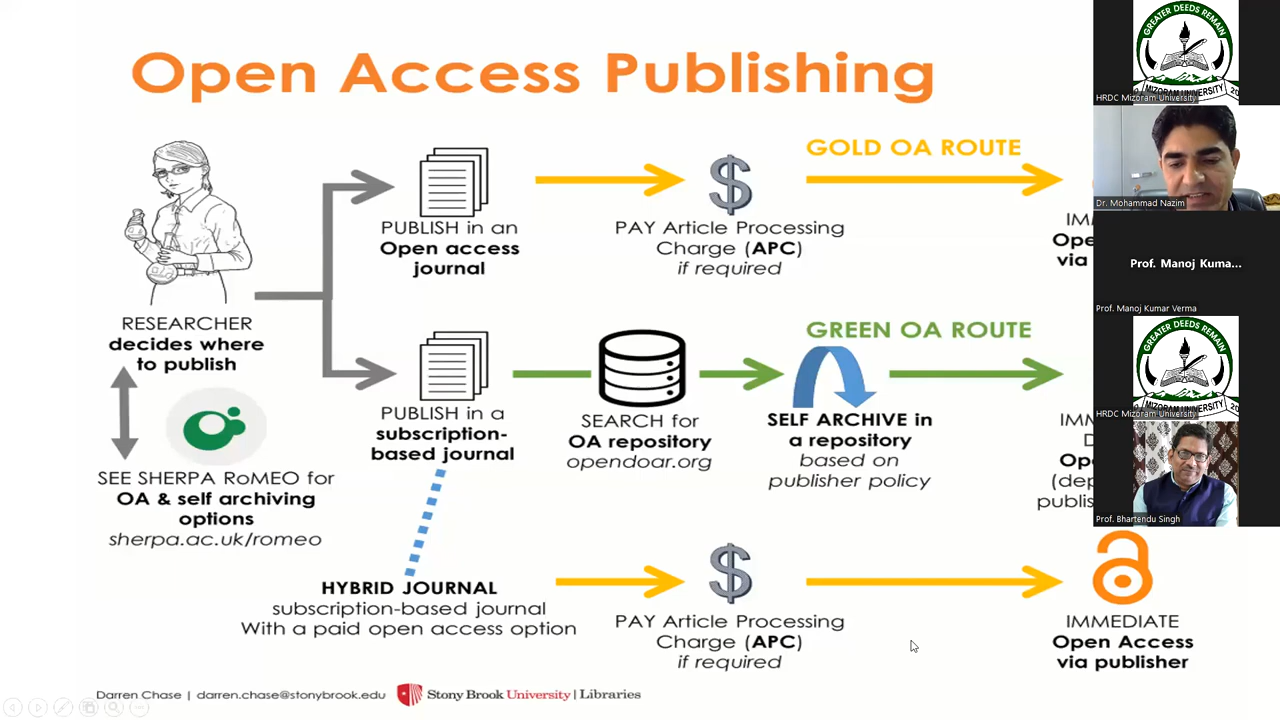 Open Access Publishing
GOLD OA ROUTE
PUBLISH in an
Open access
journal
PAY Article Processing
Charge (APC)
if required
RESEARCHER
decides where
to publish
GREEN OA ROUTE
PUBLISH in a
subscription-
based journal
SEARCH for
OA repository
opendoar.org
SELF ARCHIVE in
a repository
based on
publisher policy
SEE SHERPA RoMEO for
OA & self archiving
options
sherpa.ac.uk/romeo
HYBRID JOURNAL
subscription-based journal
With a paid open access option
PAY Article Processing
Charge (APC)
if required
IMMEDIATE
Open Access
via publisher
via
Darren Chase | darren.chase@stonybrook.edu
Stony Brook University | Libraries
GREATER DEEDS REMAIN
MIZORAM UNIVERSITY
HRDC Mizoram University
Dr. Mohammad Nazim
Prof. Manoj Kuma...
Prof. Manoj Kumar Verma
GREATER DEEDS REMAIN
MIZORAM UNIVERSITY
HRDC Mizoram University
Prof. Bhartendu Singh